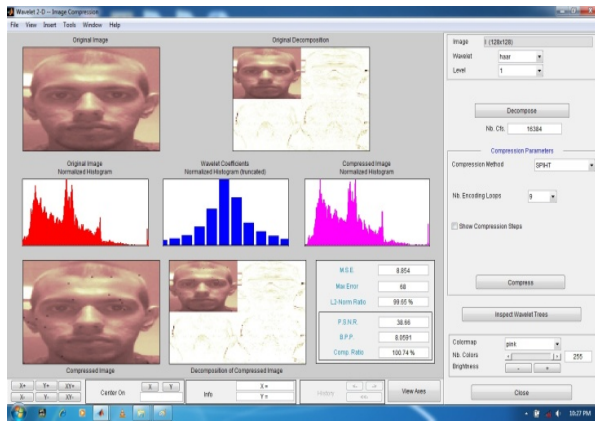 Wavelet 2-D -- Image Compression
File View Insert Tools Window Help
Original Image
Original Decomposition
Image (128x128)
Wavelet haar
Level 1
Decompose
Nb. Cfs. 16384
Original Image
Normalized Histogram
Wavelet Coefficients
Normalized Histogram (truncated)
Compressed Image
Normalized Histogram
Compression Parameters
Compression Method SPIHT
Nb. Encoding Loops 9
Show Compression Steps
Compress
M.S.E. 8.854
Max Error 68
L2-Norm Ratio 99.65 %
P.S.N.R. 38.66
B.P.P. 8.0591
Comp. Ratio 100.74 %
Inspect Wavelet Trees
Colormap pink
Nb. Colors 255
Brightness - +
Compressed Image
Decomposition of Compressed Image
X+ Y+ XY+
X- Y- XY-
Center On X Y
Info X =
Y =
History
View Axes
Close
10:27 PM